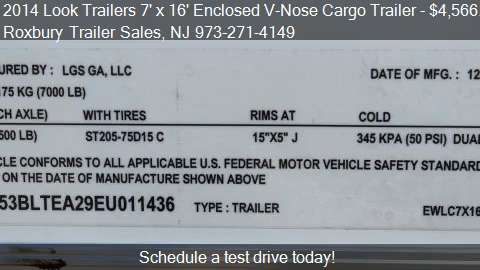 2014 Look Trailers 7' x 16' Enclosed V-Nose Cargo Trailer - $4,566.
Roxbury Trailer Sales, NJ 973-271-4149
URED BY : LGS GA, LLC DATE OF MFG. : 12
175 KG (7000 LB)
CH AXLE) WITH TIRES RIMS AT COLD
500 LB) ST205-75D15 C 15"X5" J 345 KPA (50 PSI) DUAL
CLE CONFORMS TO ALL APPLICABLE U.S. FEDERAL MOTOR VEHICLE SAFETY STANDARD
ON THE DATE OF MANUFACTURE SHOWN ABOVE
53BLTEA29EU011436 TYPE : TRAILER EWLC7X16
Schedule a test drive today!